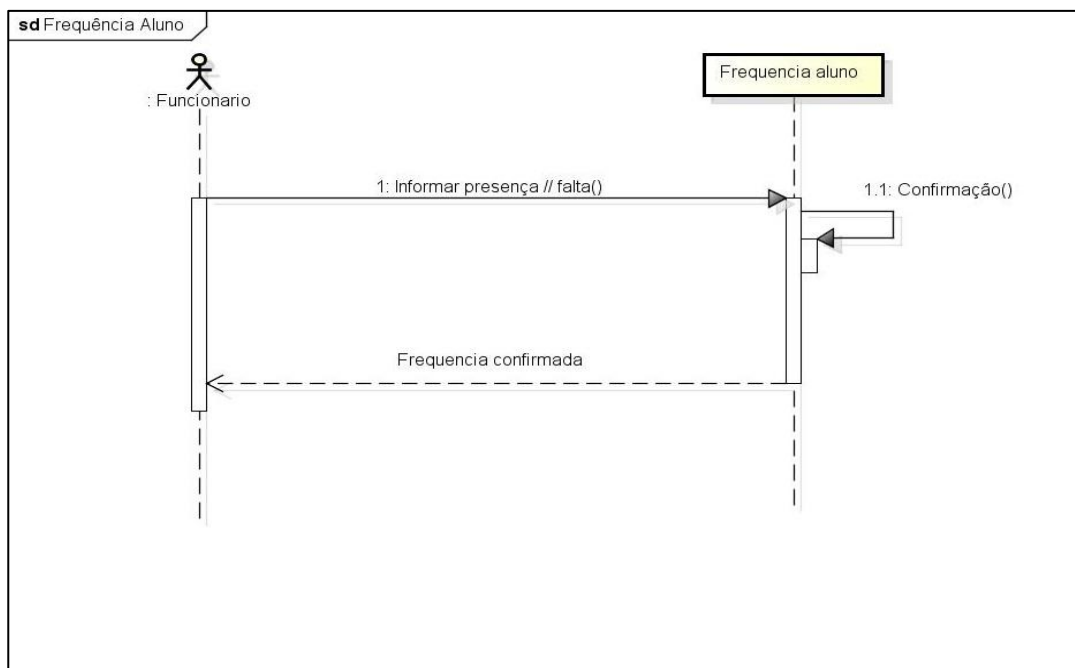 sd Frequência Aluno
Frequencia aluno
: Funcionario
1: Informar presença // falta()
1.1: Confirmação()
Frequencia confirmada